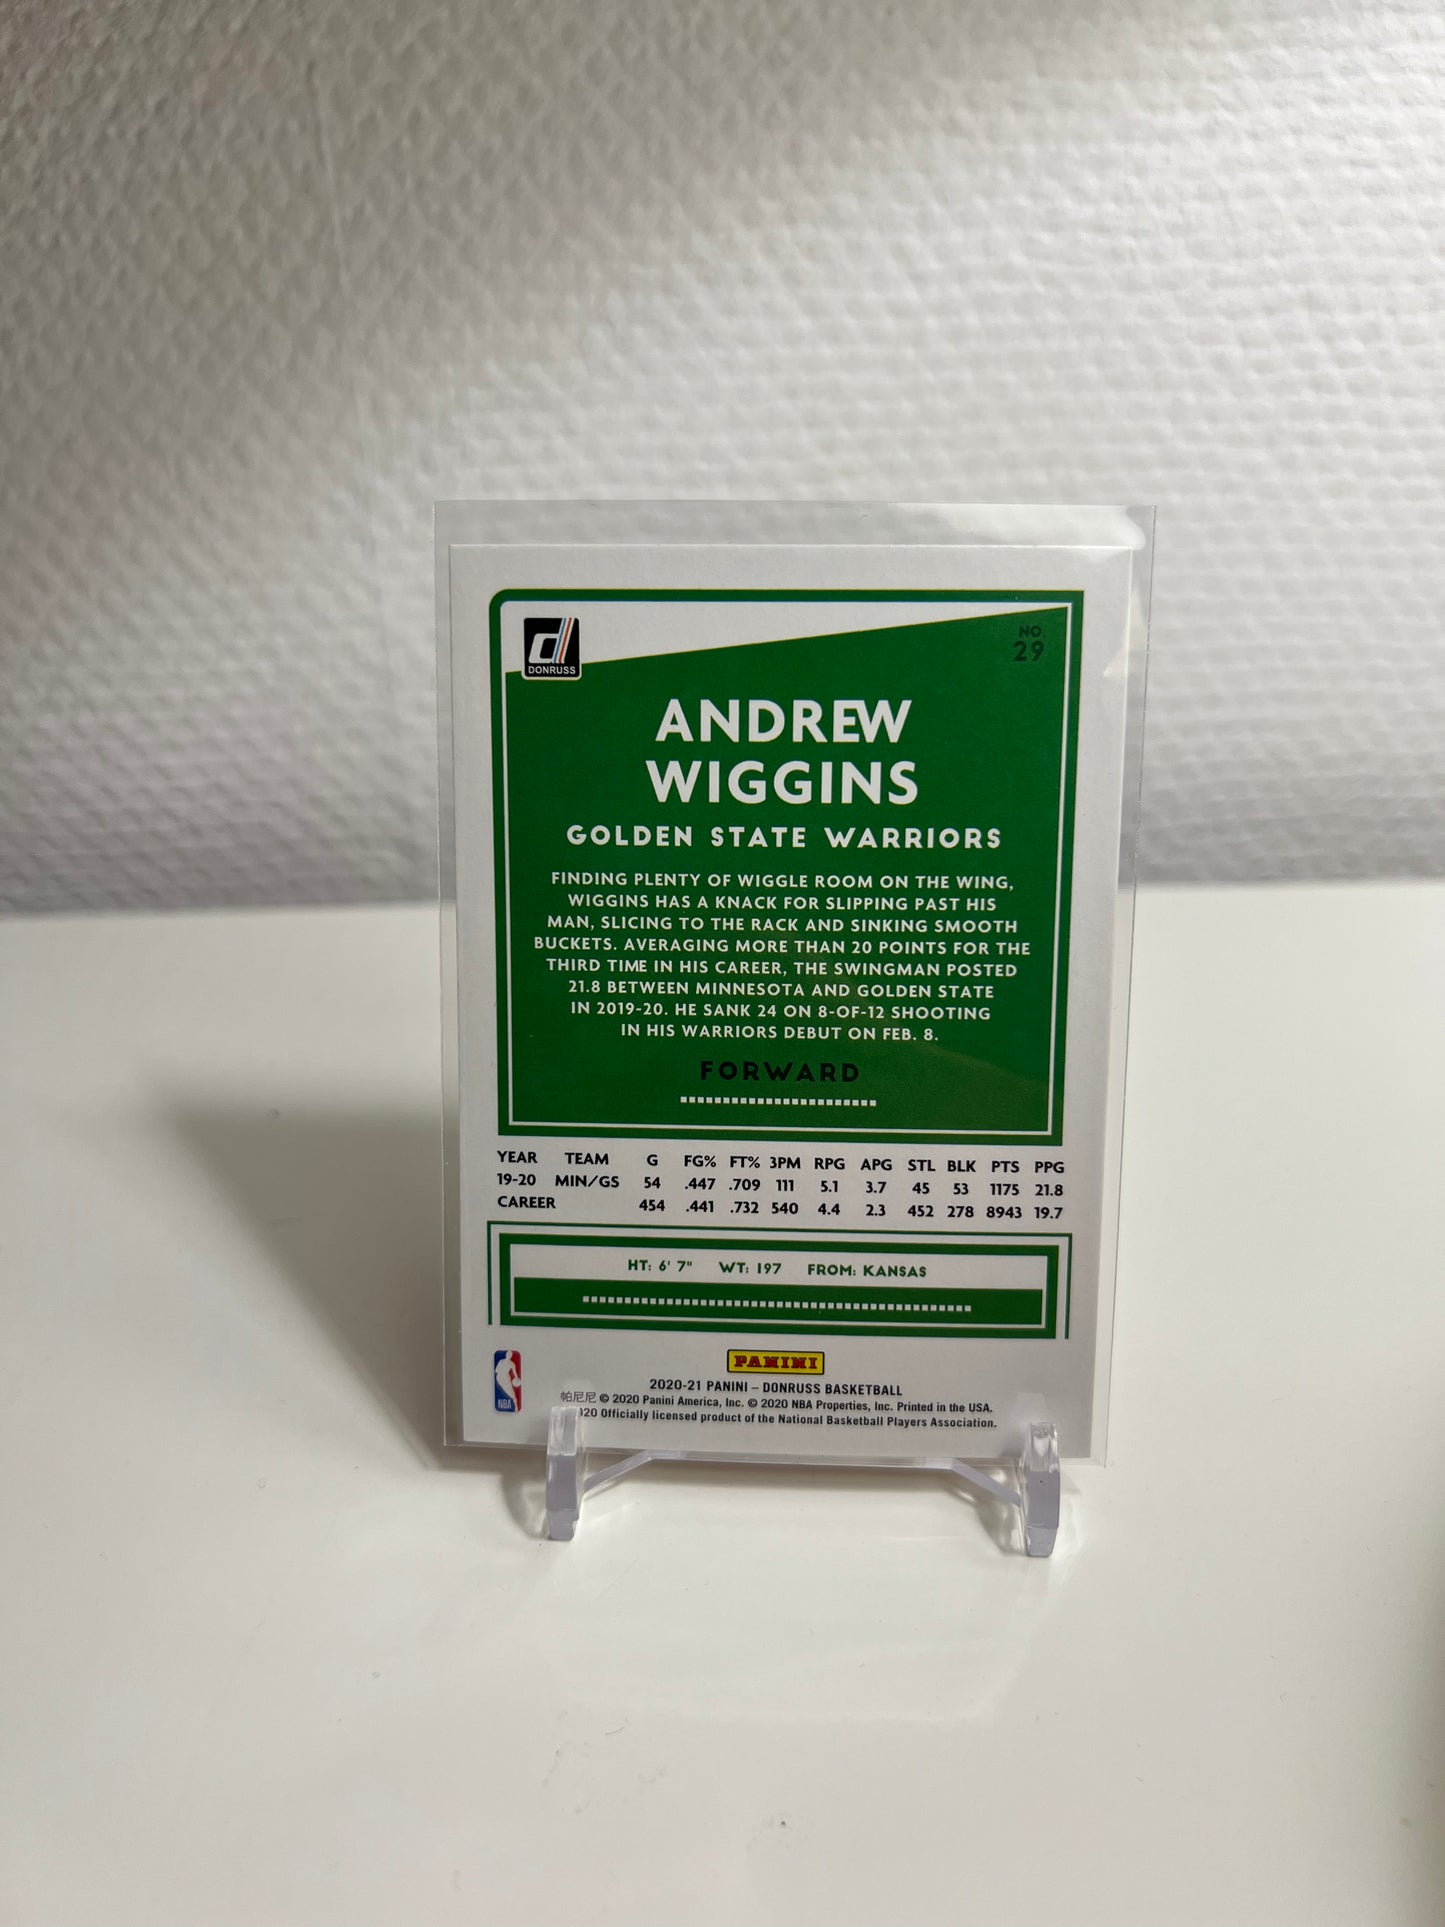 DONRUSS
NO.
29
ANDREW
WIGGINS
GOLDEN STATE WARRIORS
FINDING PLENTY OF WIGGLE ROOM ON THE WING,
WIGGINS HAS A KNACK FOR SLIPPING PAST HIS
MAN, SLICING TO THE RACK AND SINKING SMOOTH
BUCKETS. AVERAGING MORE THAN 20 POINTS FOR THE
THIRD TIME IN HIS CAREER, THE SWINGMAN POSTED
21.8 BETWEEN MINNESOTA AND GOLDEN STATE
IN 2019-20. HE SANK 24 ON 8-OF-12 SHOOTING
IN HIS WARRIORS DEBUT ON FEB. 8.
FORWARD
YEAR TEAM G FG% FT% 3PM RPG APG STL BLK PTS PPG
19-20 MIN/GS 54 .447 .709 111 5.1 3.7 45 53 1175 21.8
CAREER 454 .441 .732 540 4.4 2.3 452 278 8943 19.7
HT: 6' 7" WT: 197 FROM: KANSAS
PANINI
NBA
2020-21 PANINI – DONRUSS BASKETBALL
帕尼尼 © 2020 Panini America, Inc. © 2020 NBA Properties, Inc. Printed in the USA.
20 Officially licensed product of the National Basketball Players Association.